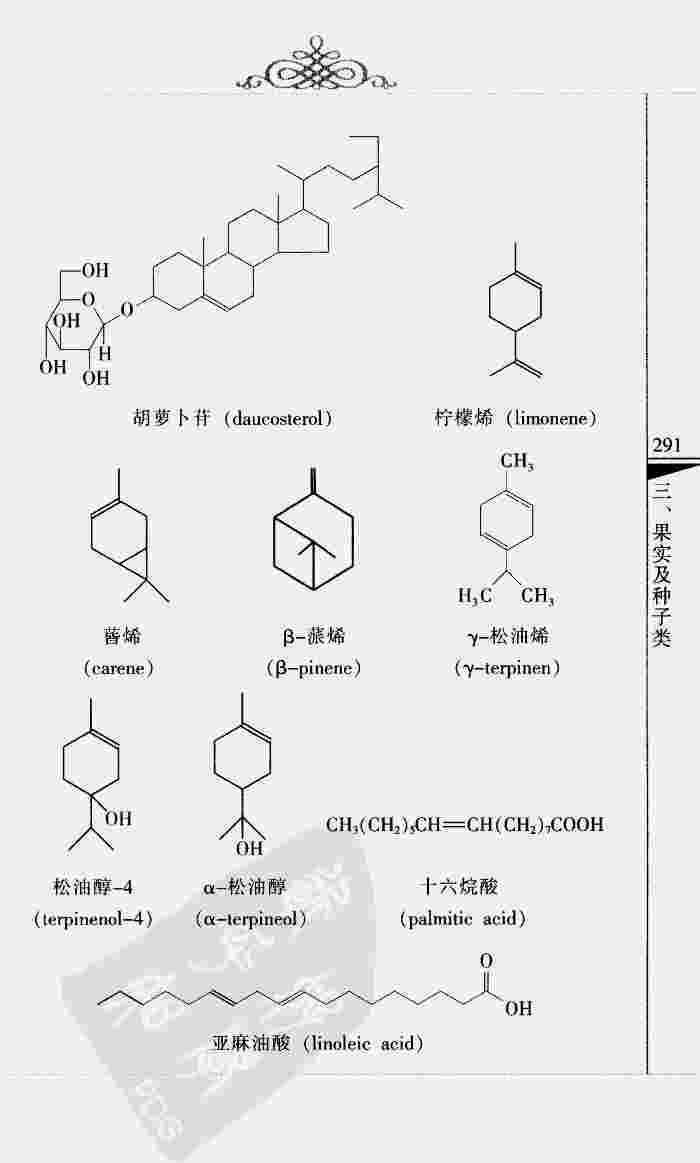 OH
O
O
OH
H
OH
OH
胡萝卜苷 (daucosterol)
柠檬烯 (limonene)
291
三、果实及种子类
CH₃
H₃C
CH₃
蒈烯
β-蒎烯
γ-松油烯
(carene)
(β-pinene)
(γ-terpinen)
OH
OH
CH₃(CH₂)₅CH=CH(CH₂)₇COOH
松油醇-4
α-松油醇
十六烷酸
(terpinenol-4)
(α-terpineol)
(palmitic acid)
O
OH
亚麻油酸 (linoleic acid)
PDG